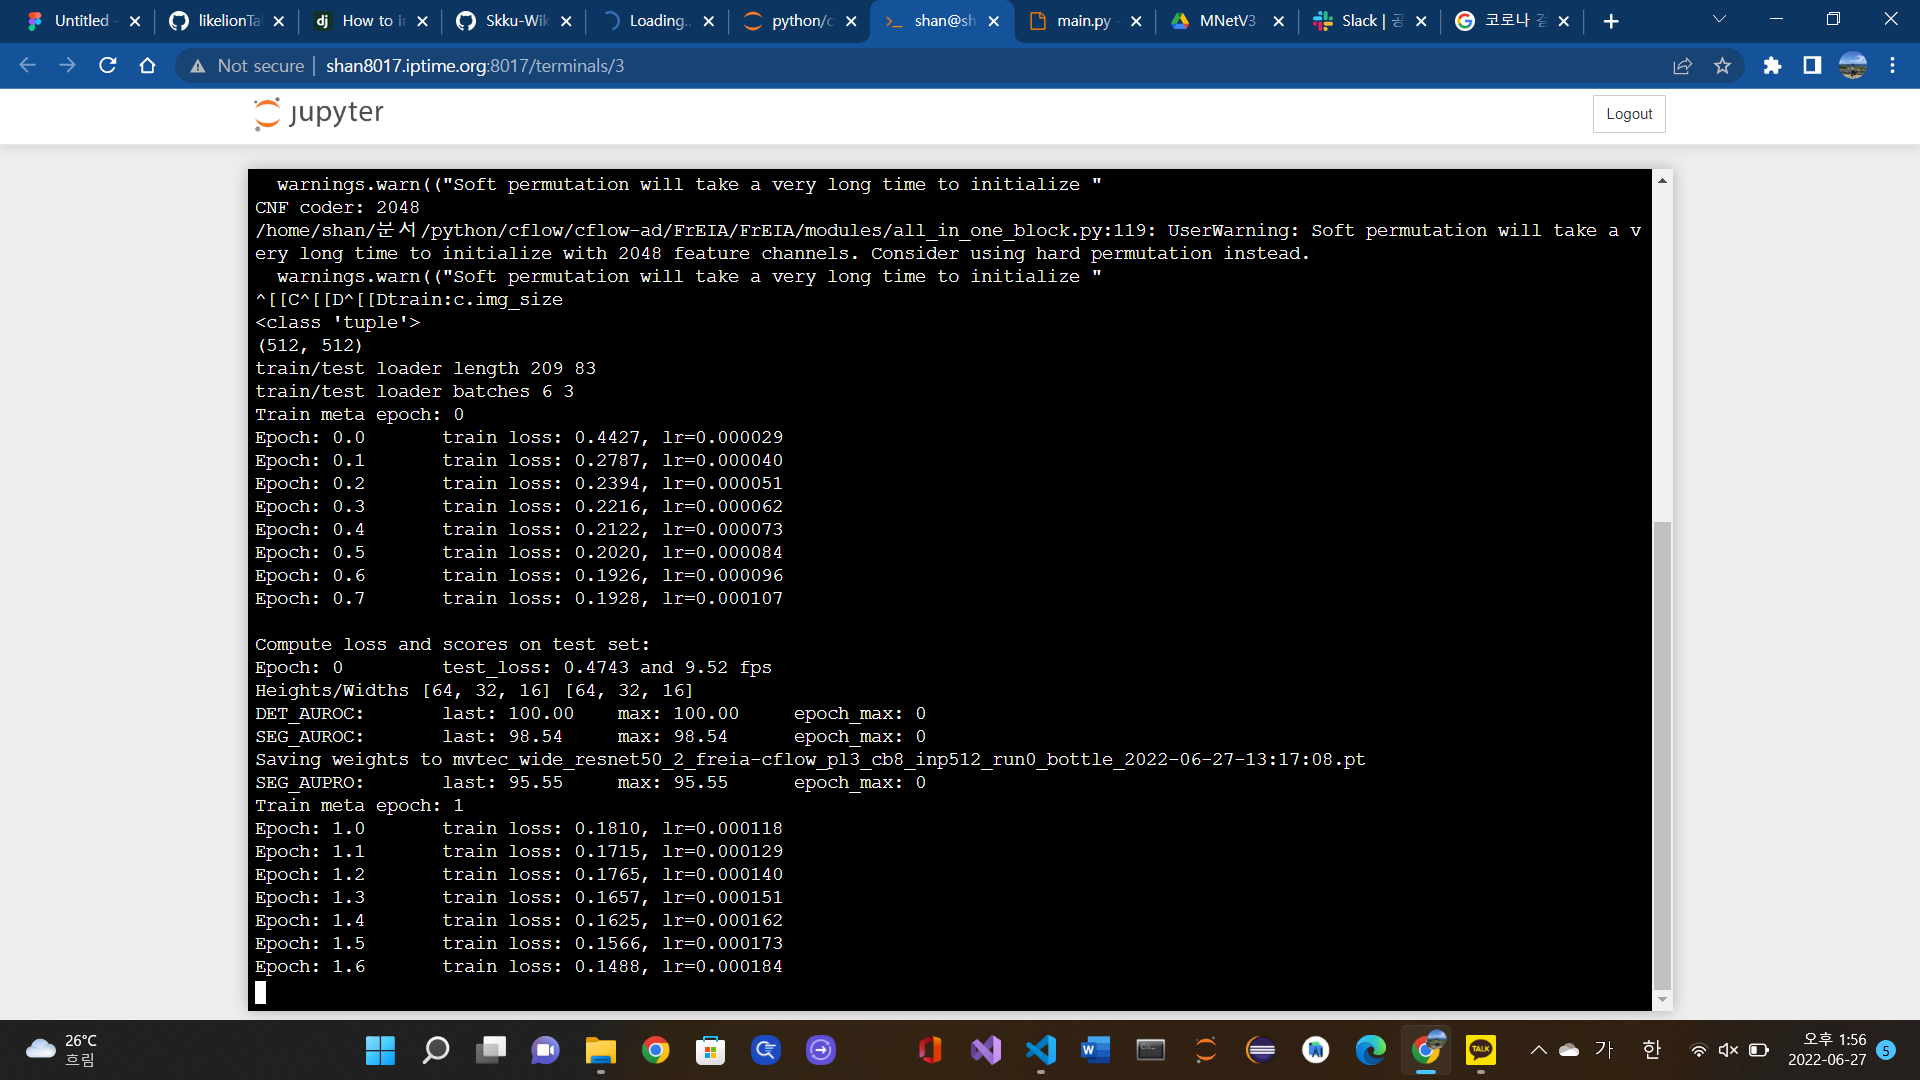 Untitled -
likelionTa
How to i
Skku-Wik
Loading..
python/c
shan@sh
main.py -
MNetV3
Slack | 공
코로나 검
Not secure | shan8017.iptime.org:8017/terminals/3
jupyter
Logout
warnings.warn(("Soft permutation will take a very long time to initialize "
CNF coder: 2048
/home/shan/문서/python/cflow/cflow-ad/FrEIA/FrEIA/modules/all_in_one_block.py:119: UserWarning: Soft permutation will take a v
ery long time to initialize with 2048 feature channels. Consider using hard permutation instead.
warnings.warn(("Soft permutation will take a very long time to initialize "
^[[C^[[D^[[Dtrain:c.img_size
<class 'tuple'>
(512, 512)
train/test loader length 209 83
train/test loader batches 6 3
Train meta epoch: 0
Epoch: 0.0 train loss: 0.4427, lr=0.000029
Epoch: 0.1 train loss: 0.2787, lr=0.000040
Epoch: 0.2 train loss: 0.2394, lr=0.000051
Epoch: 0.3 train loss: 0.2216, lr=0.000062
Epoch: 0.4 train loss: 0.2122, lr=0.000073
Epoch: 0.5 train loss: 0.2020, lr=0.000084
Epoch: 0.6 train loss: 0.1926, lr=0.000096
Epoch: 0.7 train loss: 0.1928, lr=0.000107
Compute loss and scores on test set:
Epoch: 0 test_loss: 0.4743 and 9.52 fps
Heights/Widths [64, 32, 16] [64, 32, 16]
DET_AUROC: last: 100.00 max: 100.00 epoch_max: 0
SEG_AUROC: last: 98.54 max: 98.54 epoch_max: 0
Saving weights to mvtec_wide_resnet50_2_freia-cflow_pl3_cb8_inp512_run0_bottle_2022-06-27-13:17:08.pt
SEG_AUPRO: last: 95.55 max: 95.55 epoch_max: 0
Train meta epoch: 1
Epoch: 1.0 train loss: 0.1810, lr=0.000118
Epoch: 1.1 train loss: 0.1715, lr=0.000129
Epoch: 1.2 train loss: 0.1765, lr=0.000140
Epoch: 1.3 train loss: 0.1657, lr=0.000151
Epoch: 1.4 train loss: 0.1625, lr=0.000162
Epoch: 1.5 train loss: 0.1566, lr=0.000173
Epoch: 1.6 train loss: 0.1488, lr=0.000184
26°C
흐림
가
한
오후 1:56
2022-06-27
5